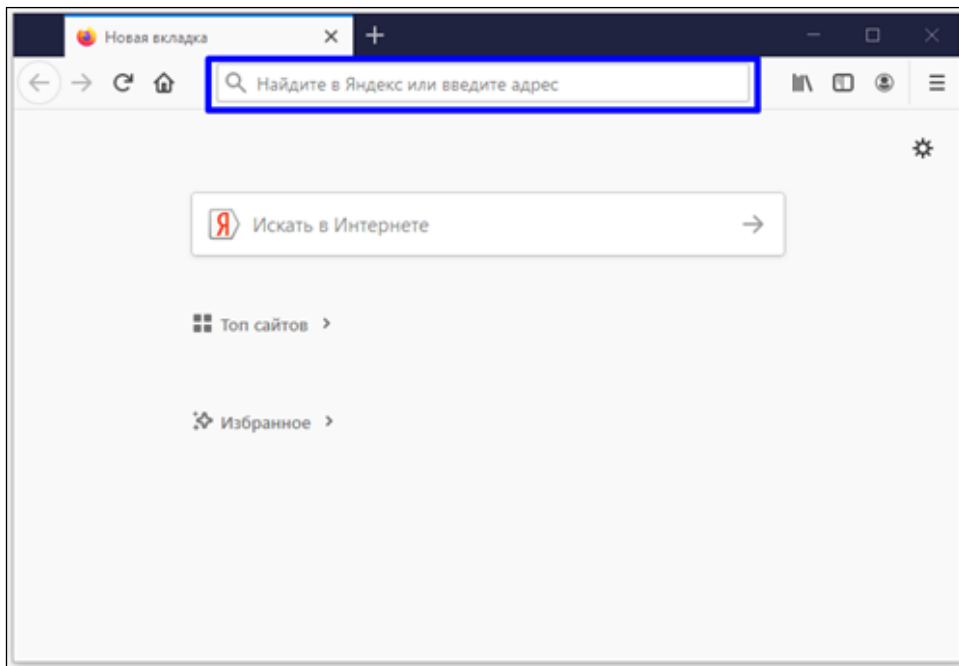 Новая вкладка
Найдите в Яндекс или введите адрес
Я Искать в Интернете
Топ сайтов
Избранное